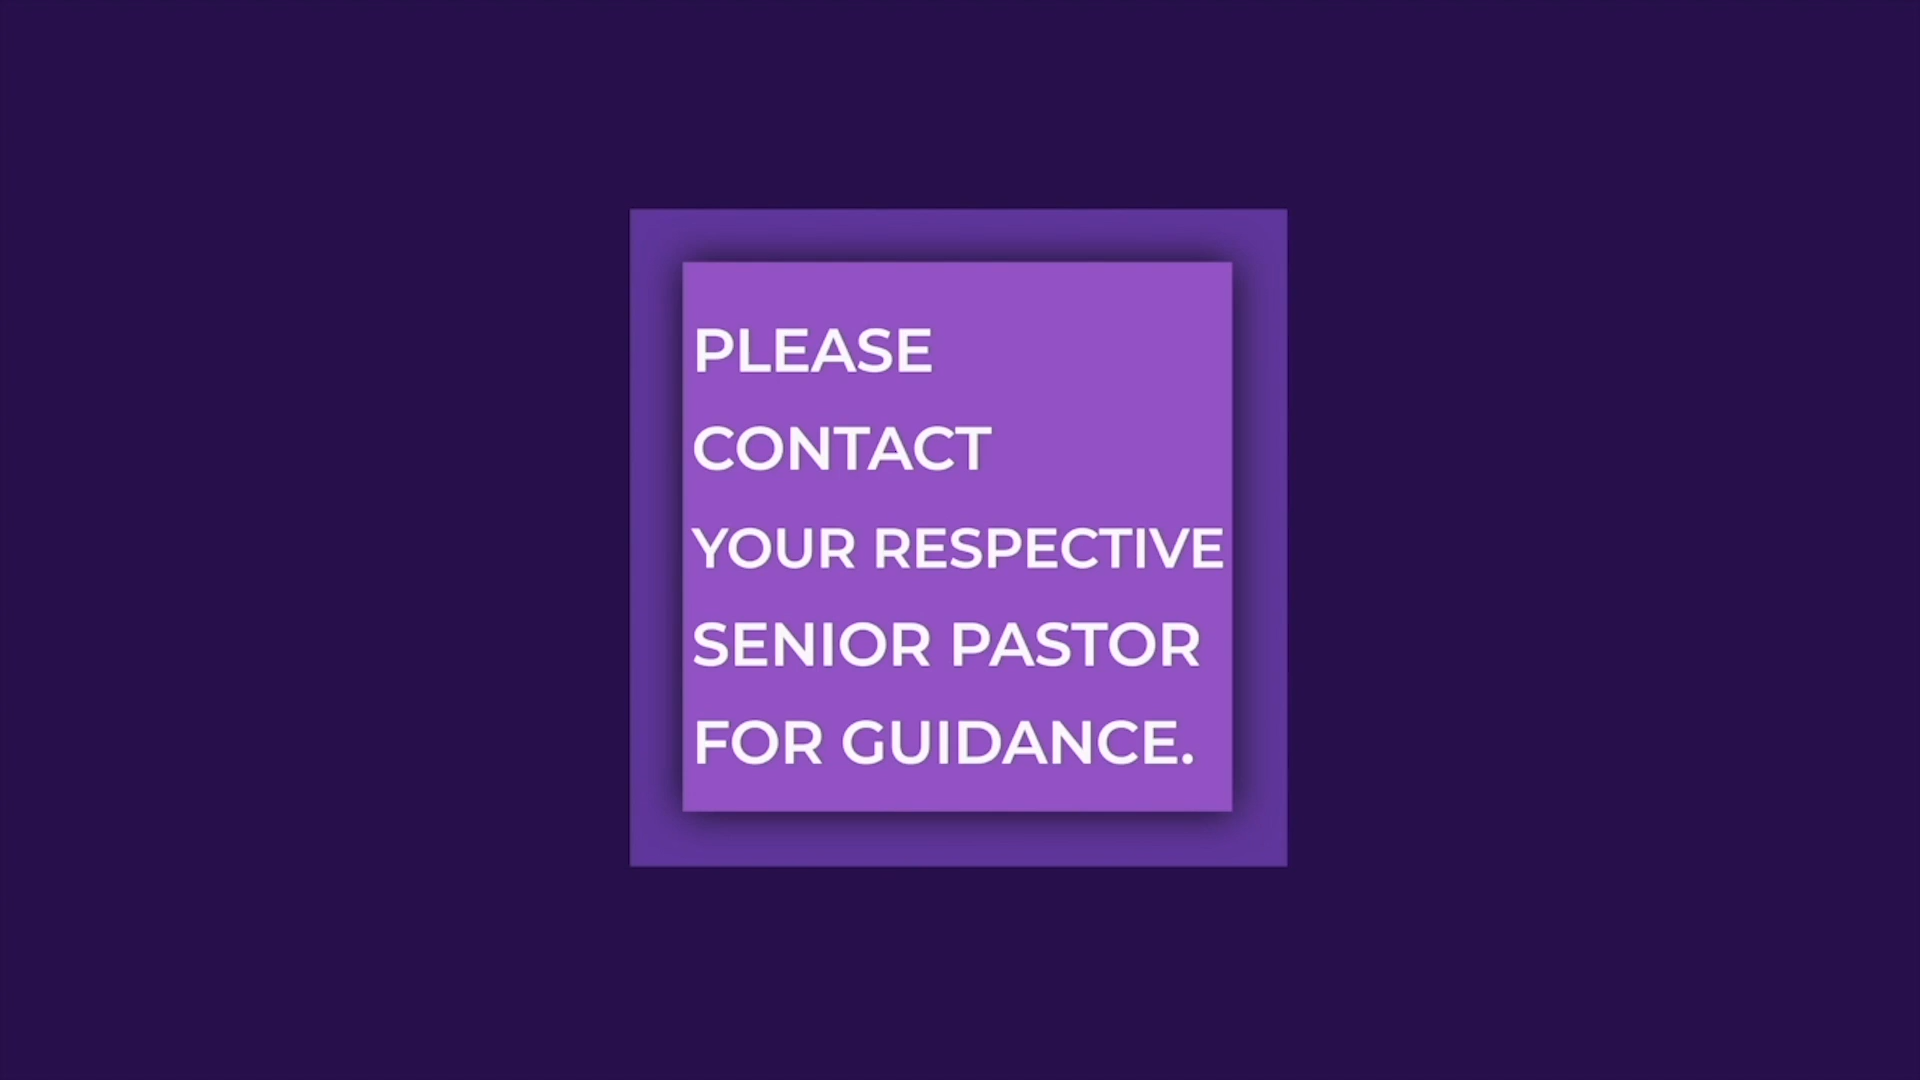 PLEASE
CONTACT
YOUR RESPECTIVE
SENIOR PASTOR
FOR GUIDANCE.